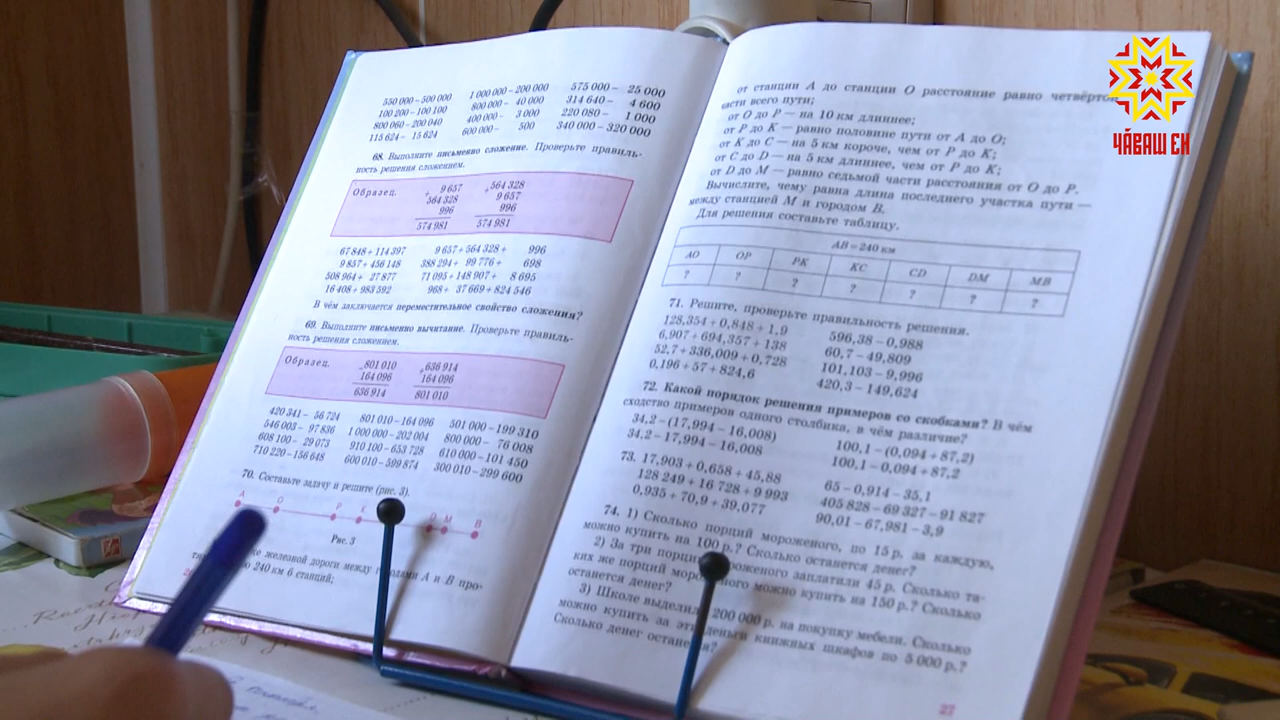 550 000 – 500 000 1 000 000 – 200 000 575 000 – 25 000
100 200 – 100 100 800 000 – 40 000 314 640 – 4 600
800 060 – 200 040 400 000 – 3 000 220 080 – 1 000
115 624 – 15 624 600 000 – 500 340 000 – 320 000
68. Выполните письменно сложение. Проверьте правиль-
ность решения сложением.
Образец. + 9 657 + 564 328
564 328 9 657
996 996
574 981 574 981
67 848 + 114 397 9 657 + 564 328 + 996
9 857 + 456 148 388 294 + 99 776 + 698
508 964 + 27 877 71 095 + 148 907 + 8 695
16 408 + 983 592 968 + 37 669 + 824 546
В чём заключается переместительное свойство сложения?
69. Выполните письменно вычитание. Проверьте правиль-
ность решения сложением.
Образец. – 801 010 + 636 914
164 096 164 096
636 914 801 010
420 341 – 56 724 801 010 – 164 096 501 000 – 199 310
546 003 – 97 836 1 000 000 – 202 004 800 000 – 76 008
608 100 – 29 073 910 100 – 653 728 610 000 – 101 450
710 220 – 156 648 600 010 – 599 874 300 010 – 299 600
70. Составьте задачу и решите (рис. 3).
A O P K D M B
Рис. 3
железной дороги между городами A и B про-
240 км 6 станций;
от станции A до станции O расстояние равно четвёртой
части всего пути;
от O до P — на 10 км длиннее;
от P до K — равно половине пути от A до O;
от K до C — на 5 км короче, чем от P до K;
от C до D — на 5 км длиннее, чем от P до K;
от D до M — равно седьмой части расстояния от O до P.
Вычислите, чему равна длина последнего участка пути —
между станцией M и городом B.
Для решения составьте таблицу.
AB = 240 км
AO OP PK KC CD DM MB
? ? ? ? ? ? ?
71. Решите, проверьте правильность решения.
128,354 + 0,848 + 1,9 596,38 – 0,988
6,907 + 694,357 + 138 60,7 – 49,809
52,7 + 336,009 + 0,728 101,103 – 9,996
0,196 + 57 + 824,6 420,3 – 149,624
72. Какой порядок решения примеров со скобками? В чём
сходство примеров одного столбика, в чём различие?
34,2 – (17,994 – 16,008) 100,1 – (0,094 + 87,2)
34,2 – 17,994 – 16,008 100,1 – 0,094 + 87,2
73. 17,903 + 0,658 + 45,88 65 – 0,914 – 35,1
128 249 + 16 728 + 9 993 405 828 – 69 327 – 91 827
0,935 + 70,9 + 39,077 90,01 – 67,981 – 3,9
74. 1) Сколько порций мороженого, по 15 р. за каждую,
можно купить на 100 р.? Сколько останется денег?
2) За три порции мороженого заплатили 45 р. Сколько та-
ких же порций мороженого можно купить на 150 р.? Сколько
останется денег?
3) Школе выделили 200 000 р. на покупку мебели. Сколько
можно купить за эти деньги книжных шкафов по 5 000 р.?
Сколько денег останется?
27
ЧӐВАШ ЕН